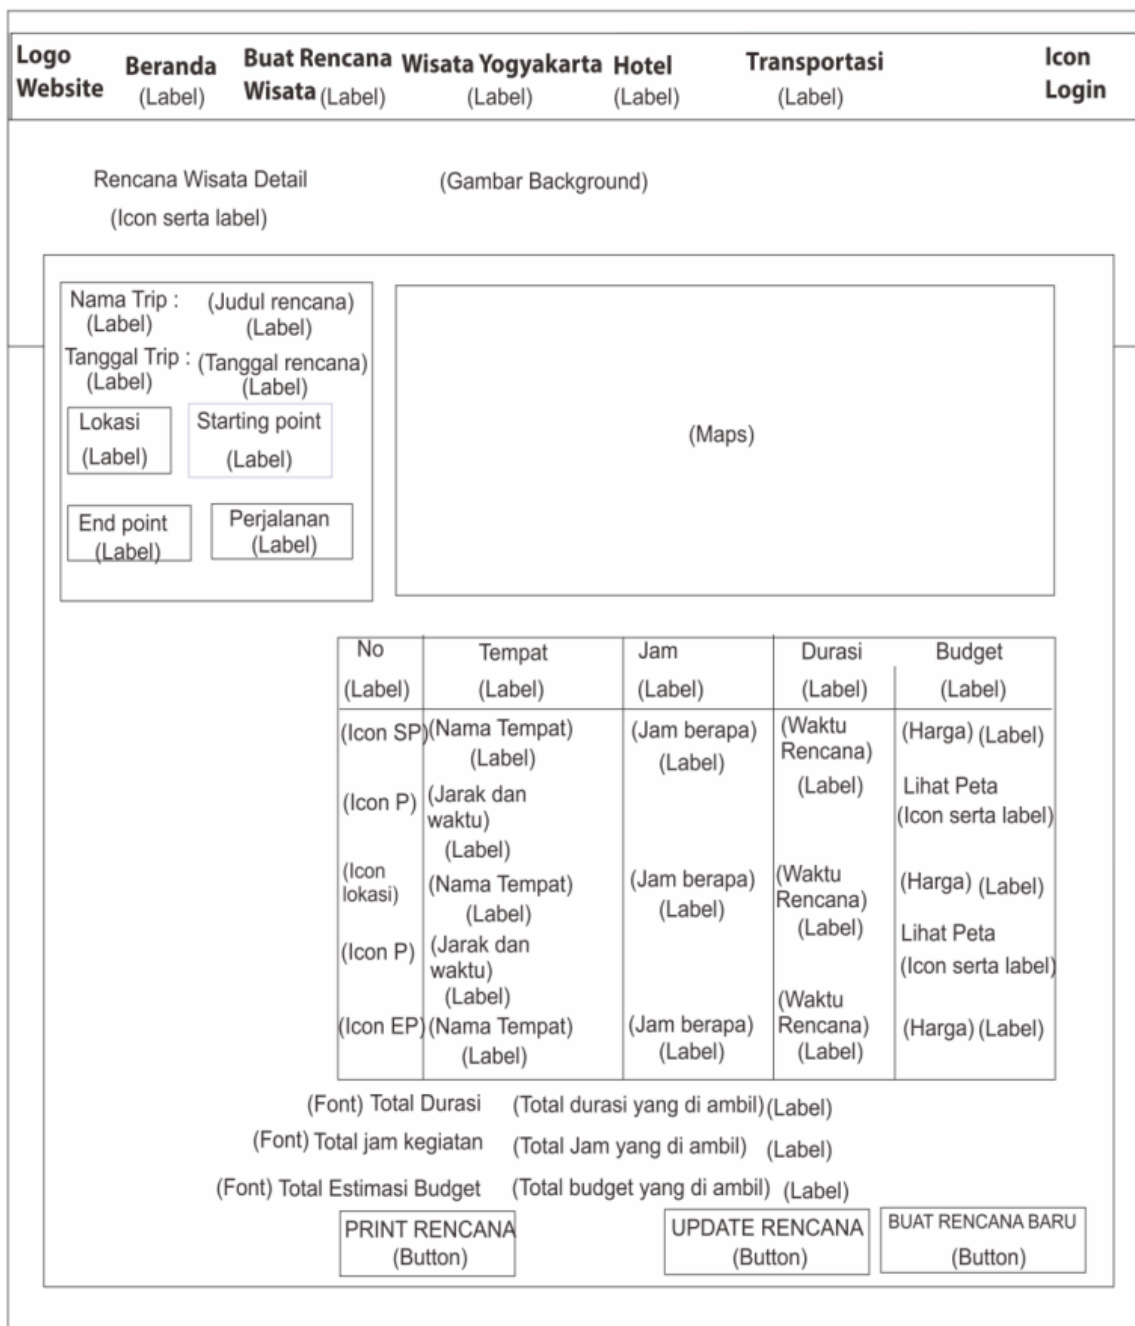 Logo Website
Beranda (Label)
Buat Rencana Wisata (Label)
Wisata Yogyakarta (Label)
Hotel (Label)
Transportasi (Label)
Icon Login
Rencana Wisata Detail
(Icon serta label)
(Gambar Background)
Nama Trip : (Judul rencana)
(Label) (Label)
Tanggal Trip : (Tanggal rencana)
(Label) (Label)
Lokasi Starting point
(Label) (Label)
End point Perjalanan
(Label) (Label)
(Maps)
No Tempat Jam Durasi Budget
(Label) (Label) (Label) (Label) (Label)
(Icon SP) (Nama Tempat) (Label) (Jam berapa) (Label) (Waktu Rencana) (Label) (Harga) (Label)
(Icon P) (Jarak dan waktu) (Label) Lihat Peta (Icon serta label)
(Icon lokasi) (Nama Tempat) (Label) (Jam berapa) (Label) (Waktu Rencana) (Label) (Harga) (Label)
(Icon P) (Jarak dan waktu) (Label) Lihat Peta (Icon serta label)
(Icon EP) (Nama Tempat) (Label) (Jam berapa) (Label) (Waktu Rencana) (Label) (Harga) (Label)
(Font) Total Durasi (Total durasi yang di ambil) (Label)
(Font) Total jam kegiatan (Total Jam yang di ambil) (Label)
(Font) Total Estimasi Budget (Total budget yang di ambil) (Label)
PRINT RENCANA UPDATE RENCANA BUAT RENCANA BARU
(Button) (Button) (Button)